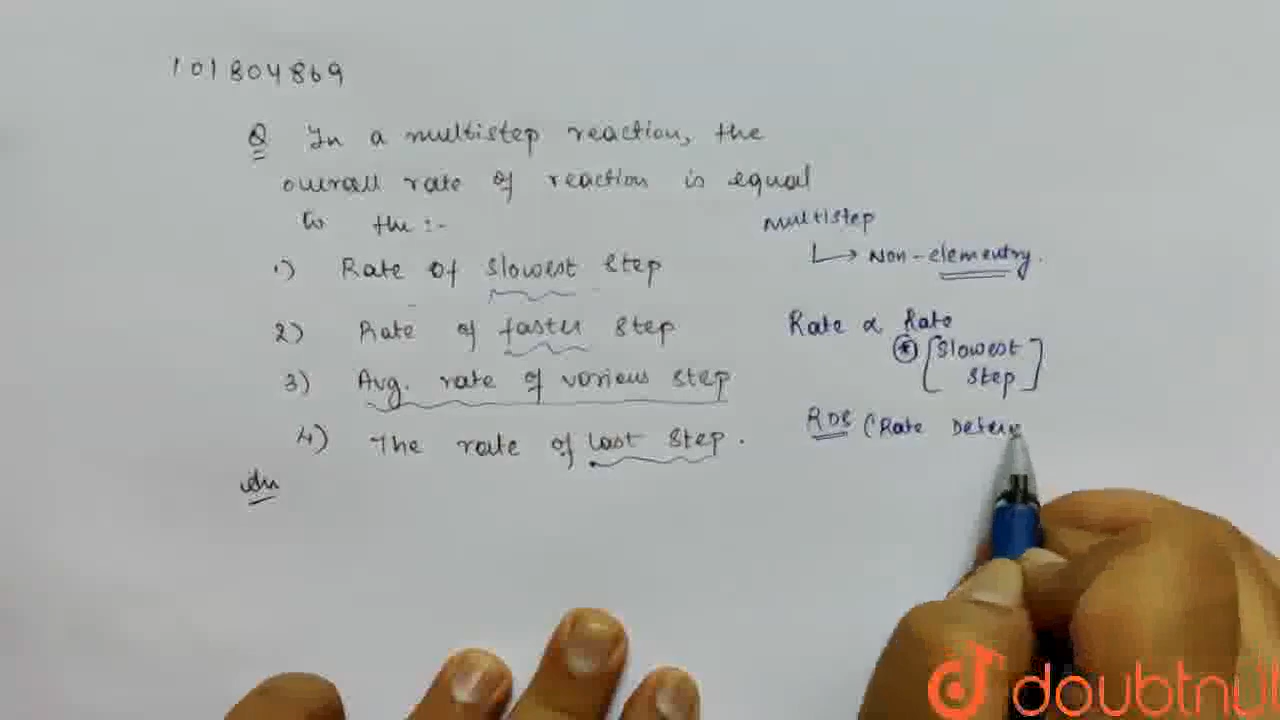 101804869
Q In a multistep reaction, the
overall rate of reaction is equal
to the :-
1) Rate of slowest step
2) Rate of faster step
3) Avg. rate of various step
4) The rate of last step.
Multistep
↳ Non-elementry.
Rate α Rate
[Slowest
step]
RDS (Rate Determ
doubtnut